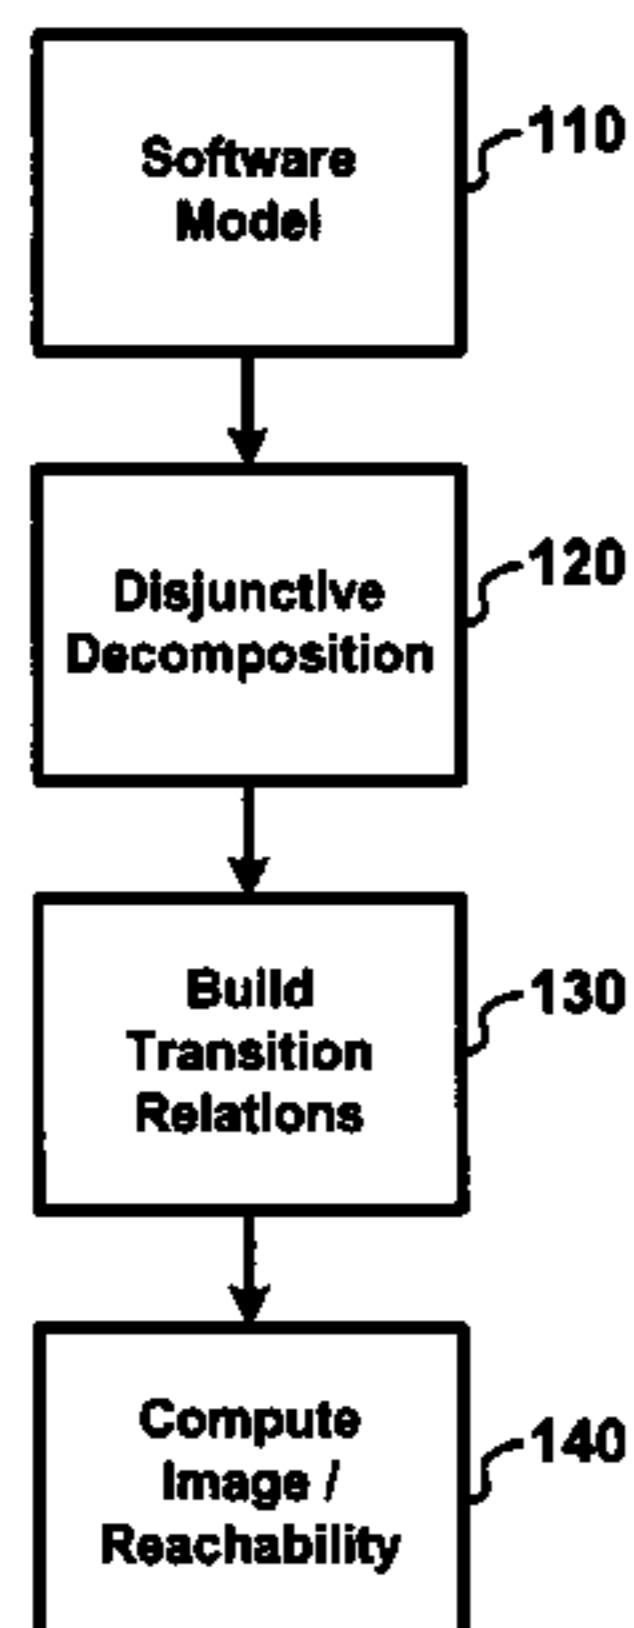 Software
Model
110
Disjunctive
Decomposition
120
Build
Transition
Relations
130
Compute
Image /
Reachability
140